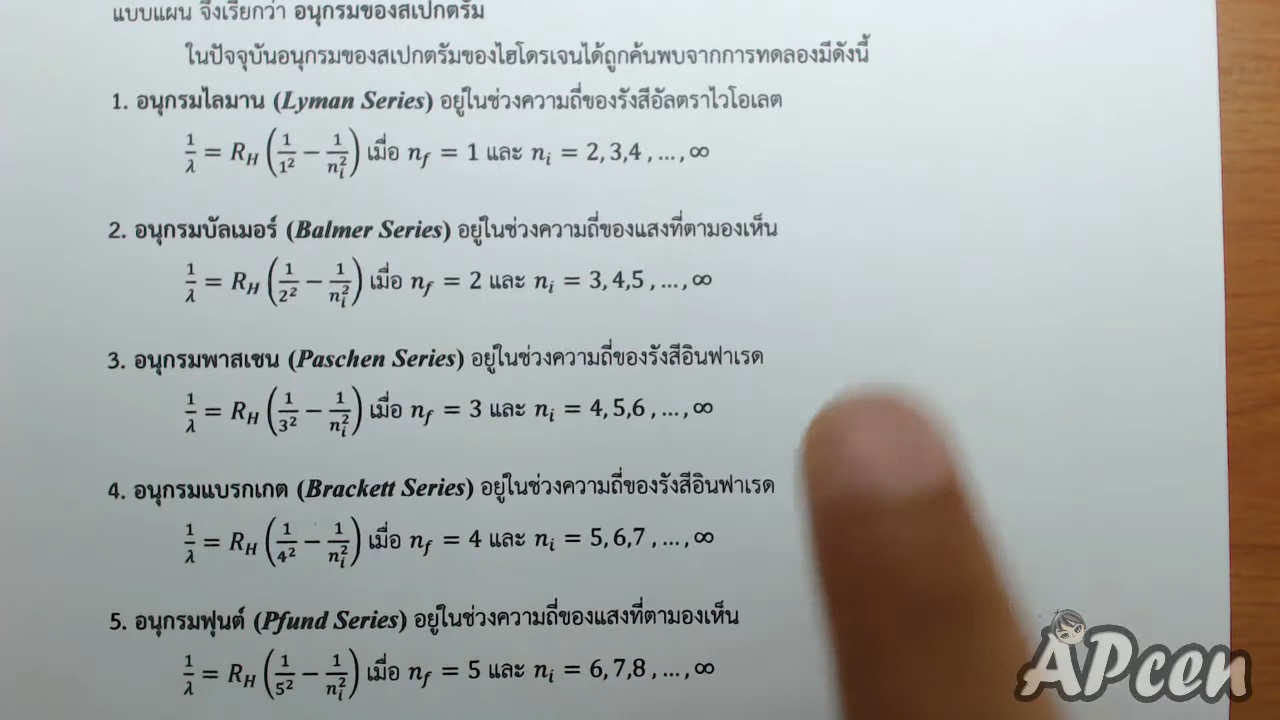 แบบแผน จึงเรียกว่า อนุกรมของสเปกตรัม
ในปัจจุบันอนุกรมของสเปกตรัมของไฮโดรเจนได้ถูกค้นพบจากการทดลองมีดังนี้
1. อนุกรมไลมาน (Lyman Series) อยู่ในช่วงความถี่ของรังสีอัลตราไวโอเลต
1/λ = R_H (1/1² − 1/n_i²) เมื่อ n_f = 1 และ n_i = 2, 3,4 , … , ∞
2. อนุกรมบัลเมอร์ (Balmer Series) อยู่ในช่วงความถี่ของแสงที่ตามองเห็น
1/λ = R_H (1/2² − 1/n_i²) เมื่อ n_f = 2 และ n_i = 3, 4,5 , … , ∞
3. อนุกรมพาสเชน (Paschen Series) อยู่ในช่วงความถี่ของรังสีอินฟาเรด
1/λ = R_H (1/3² − 1/n_i²) เมื่อ n_f = 3 และ n_i = 4, 5,6 , … , ∞
4. อนุกรมแบรกเกต (Brackett Series) อยู่ในช่วงความถี่ของรังสีอินฟาเรด
1/λ = R_H (1/4² − 1/n_i²) เมื่อ n_f = 4 และ n_i = 5, 6,7 , … , ∞
5. อนุกรมฟุนต์ (Pfund Series) อยู่ในช่วงความถี่ของแสงที่ตามองเห็น
1/λ = R_H (1/5² − 1/n_i²) เมื่อ n_f = 5 และ n_i = 6, 7,8 , … , ∞
APcen